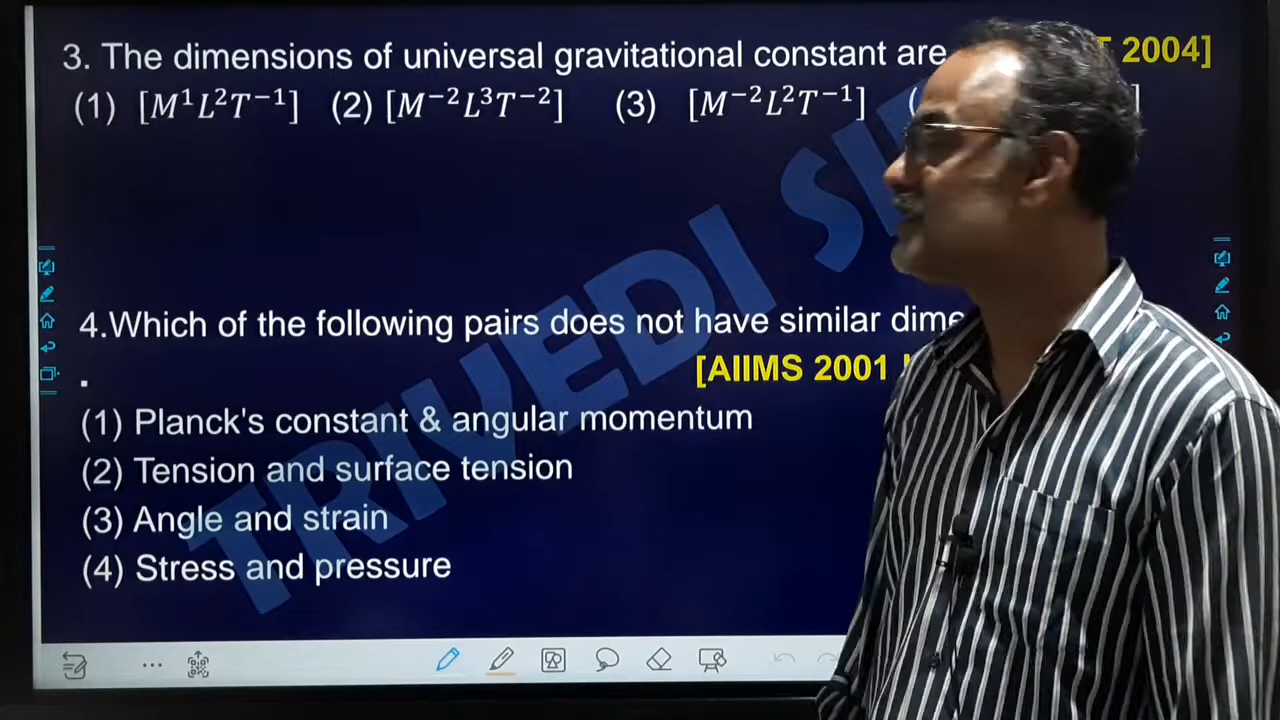 3. The dimensions of universal gravitational constant are 2004]
(1) [M¹L²T⁻¹] (2) [M⁻²L³T⁻²] (3) [M⁻²L²T⁻¹] ( ]
4.Which of the following pairs does not have similar
[AIIMS 2001
.
(1) Planck's constant & angular momentum
(2) Tension and surface tension
(3) Angle and strain
(4) Stress and pressure
TRIVEDI